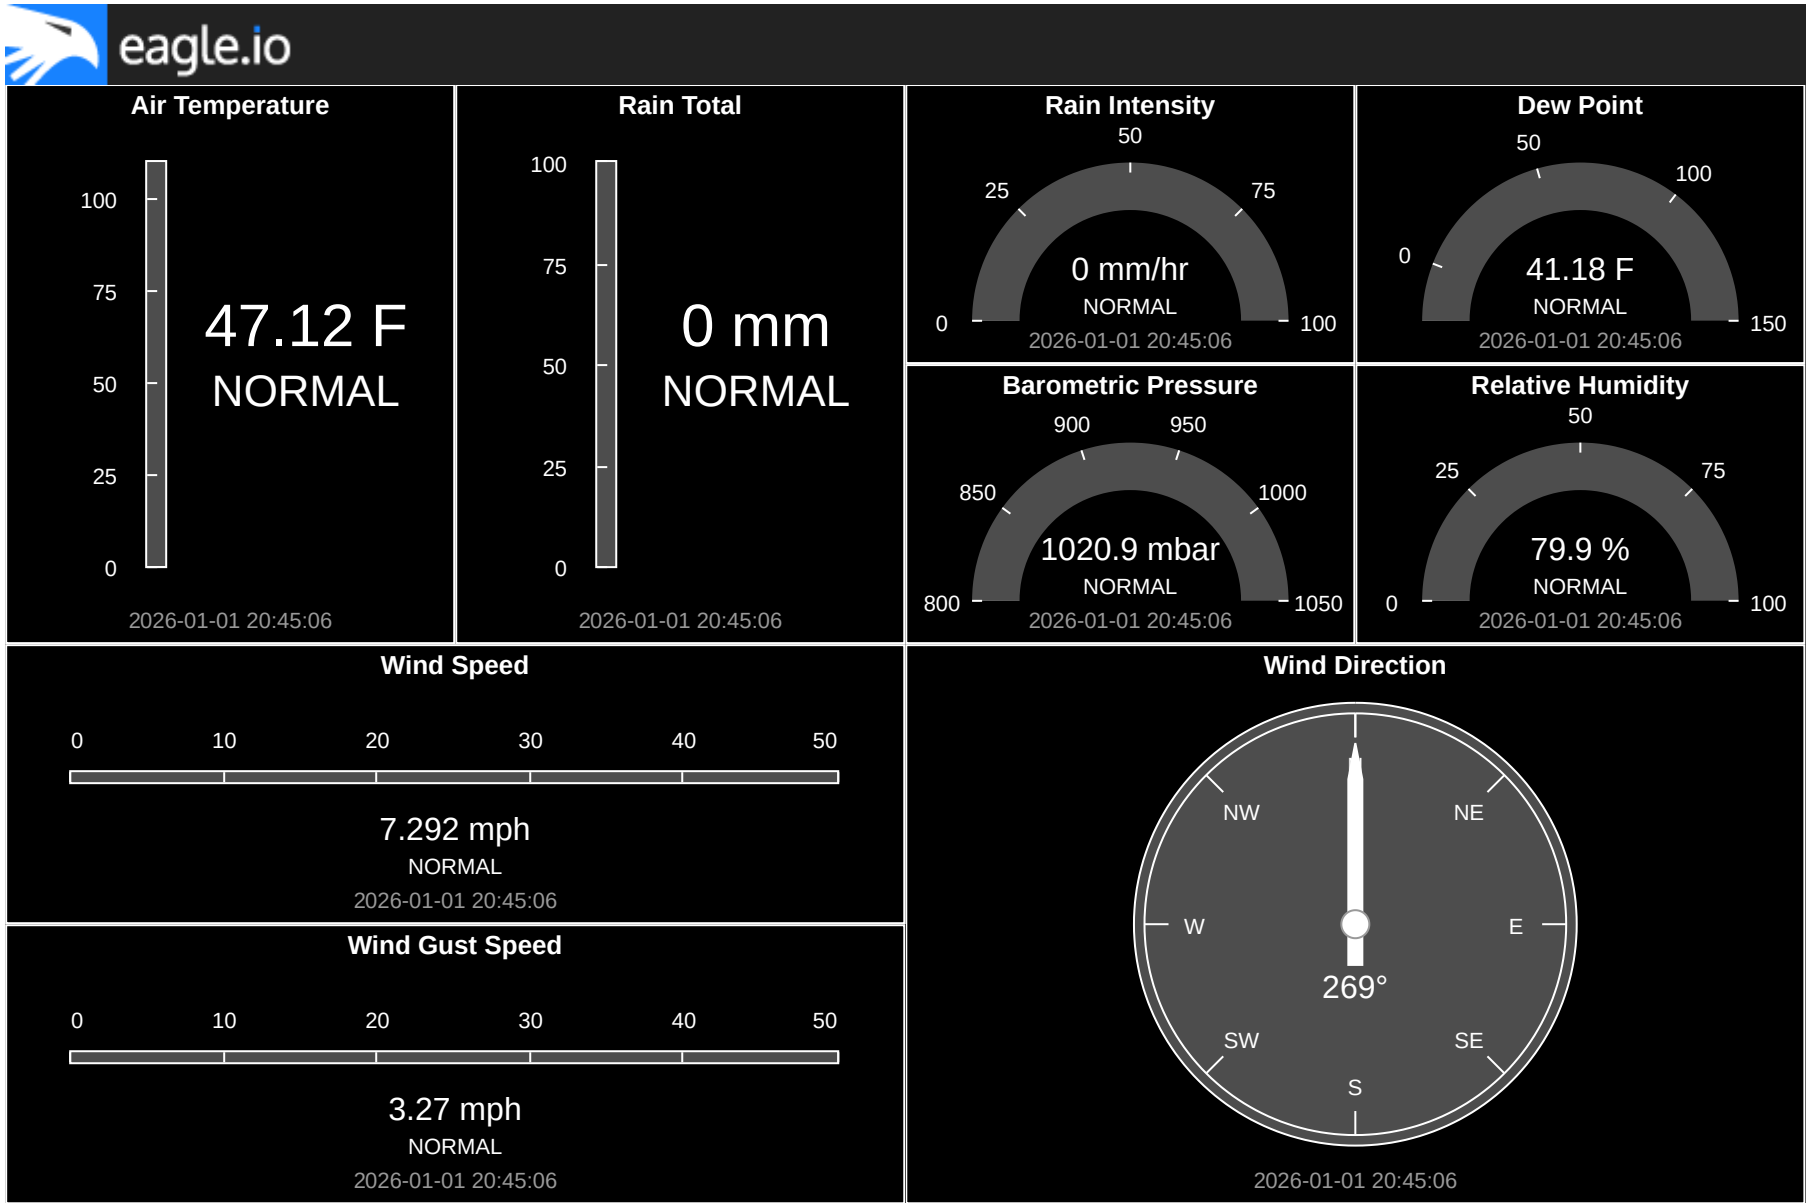 eagle.io
Air Temperature
100
75
50
25
0
47.12 F
NORMAL
2026-01-01 20:45:06
Rain Total
100
75
50
25
0
0 mm
NORMAL
2026-01-01 20:45:06
Rain Intensity
0
25
50
75
100
0 mm/hr
NORMAL
2026-01-01 20:45:06
Dew Point
0
50
100
150
41.18 F
NORMAL
2026-01-01 20:45:06
Barometric Pressure
800
850
900
950
1000
1050
1020.9 mbar
NORMAL
2026-01-01 20:45:06
Relative Humidity
0
25
50
75
100
79.9 %
NORMAL
2026-01-01 20:45:06
Wind Speed
0 10 20 30 40 50
7.292 mph
NORMAL
2026-01-01 20:45:06
Wind Gust Speed
0 10 20 30 40 50
3.27 mph
NORMAL
2026-01-01 20:45:06
Wind Direction
NW NE
W E
269°
SW SE
S
2026-01-01 20:45:06